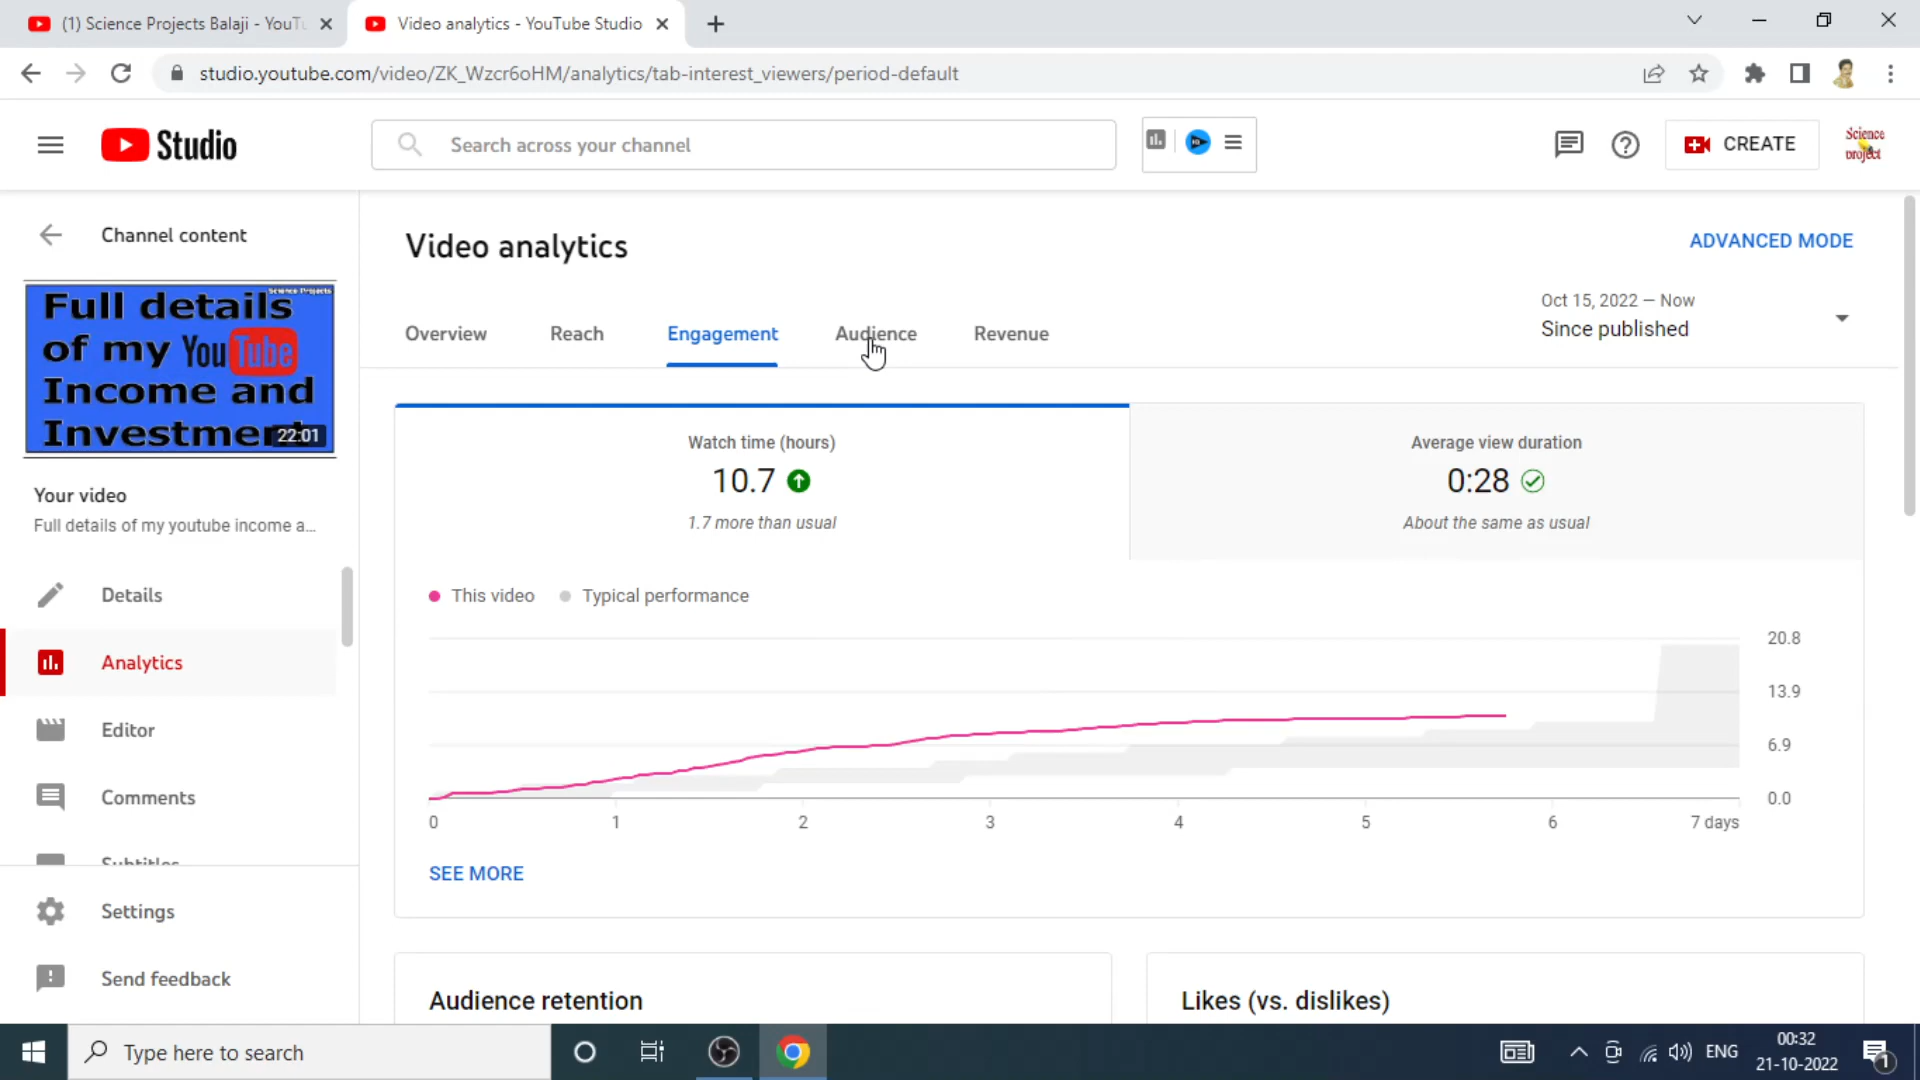 (1) Science Projects Balaji - YouTu
Video analytics - YouTube Studio
studio.youtube.com/video/ZK_Wzcr6oHM/analytics/tab-interest_viewers/period-default
Studio
Search across your channel
CREATE
Science
project
Channel content
Science Projects
Full details
of my YouTube
Income and
Investment
22:01
Your video
Full details of my youtube income a...
Details
Analytics
Editor
Comments
Subtitles
Settings
Send feedback
Video analytics
ADVANCED MODE
Oct 15, 2022 – Now
Since published
Overview
Reach
Engagement
Audience
Revenue
Watch time (hours)
10.7
1.7 more than usual
Average view duration
0:28
About the same as usual
This video
Typical performance
20.8
13.9
6.9
0.0
0 1 2 3 4 5 6 7 days
SEE MORE
Audience retention
Likes (vs. dislikes)
Type here to search
ENG
00:32
21-10-2022
1